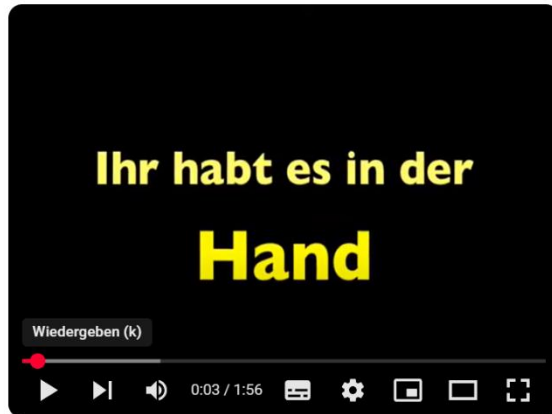 Ihr habt es in der
Hand
Wiedergeben (k)
0:03 / 1:56